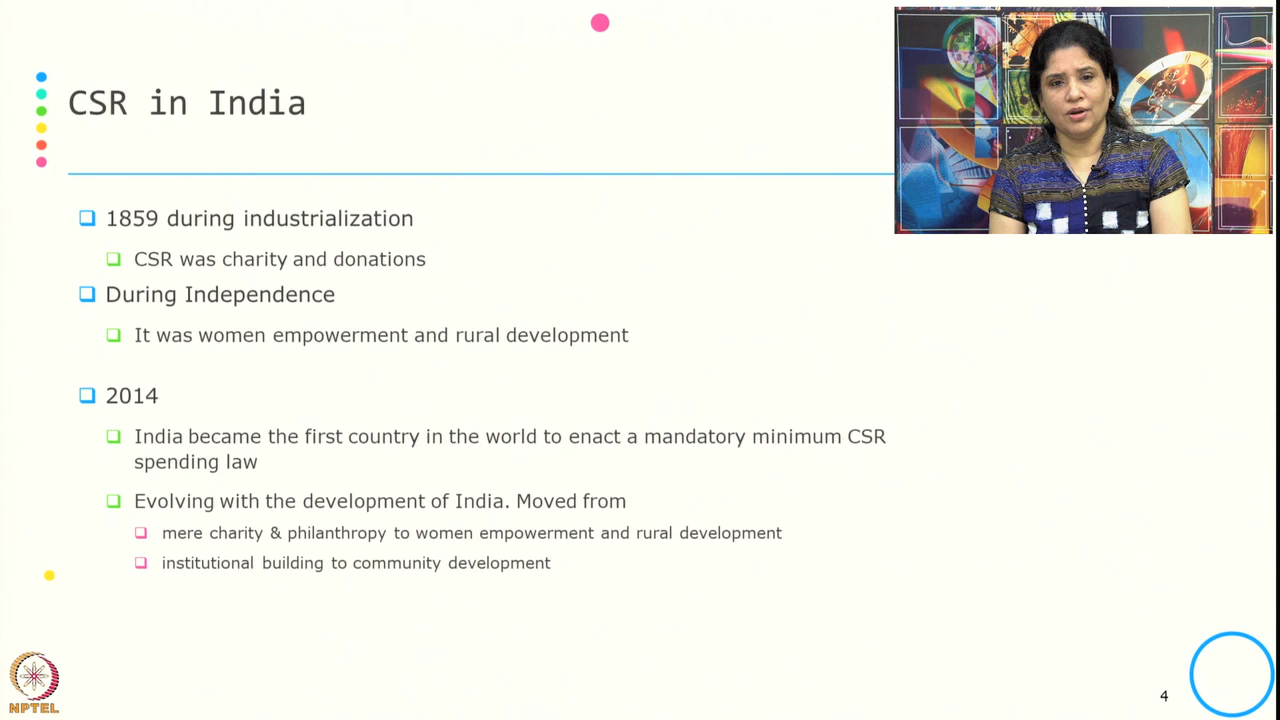 CSR in India
1859 during industrialization
CSR was charity and donations
During Independence
It was women empowerment and rural development
2014
India became the first country in the world to enact a mandatory minimum CSR
spending law
Evolving with the development of India. Moved from
mere charity & philanthropy to women empowerment and rural development
institutional building to community development
NPTEL
4